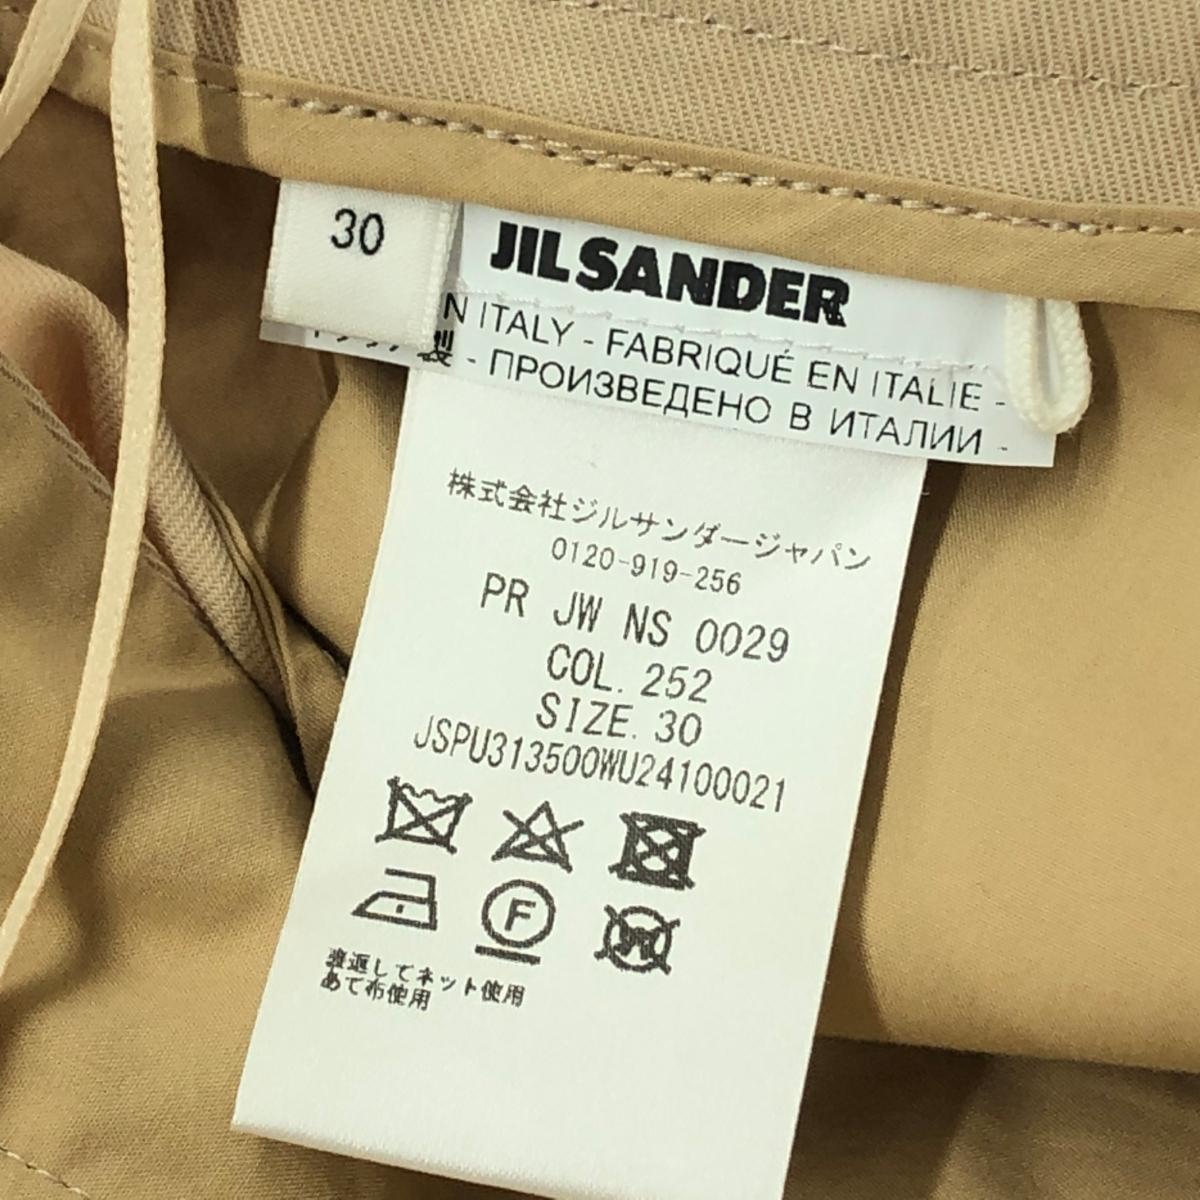 30
JIL SANDER
N ITALY - FABRIQUÉ EN ITALIE -
製 - ПРОИЗВЕДЕНО В ИТАЛИИ -
株式会社ジルサンダージャパン
0120-919-256
PR JW NS 0029
COL. 252
SIZE. 30
JSPU313500WU24100021
F
裏返してネット使用
あて布使用